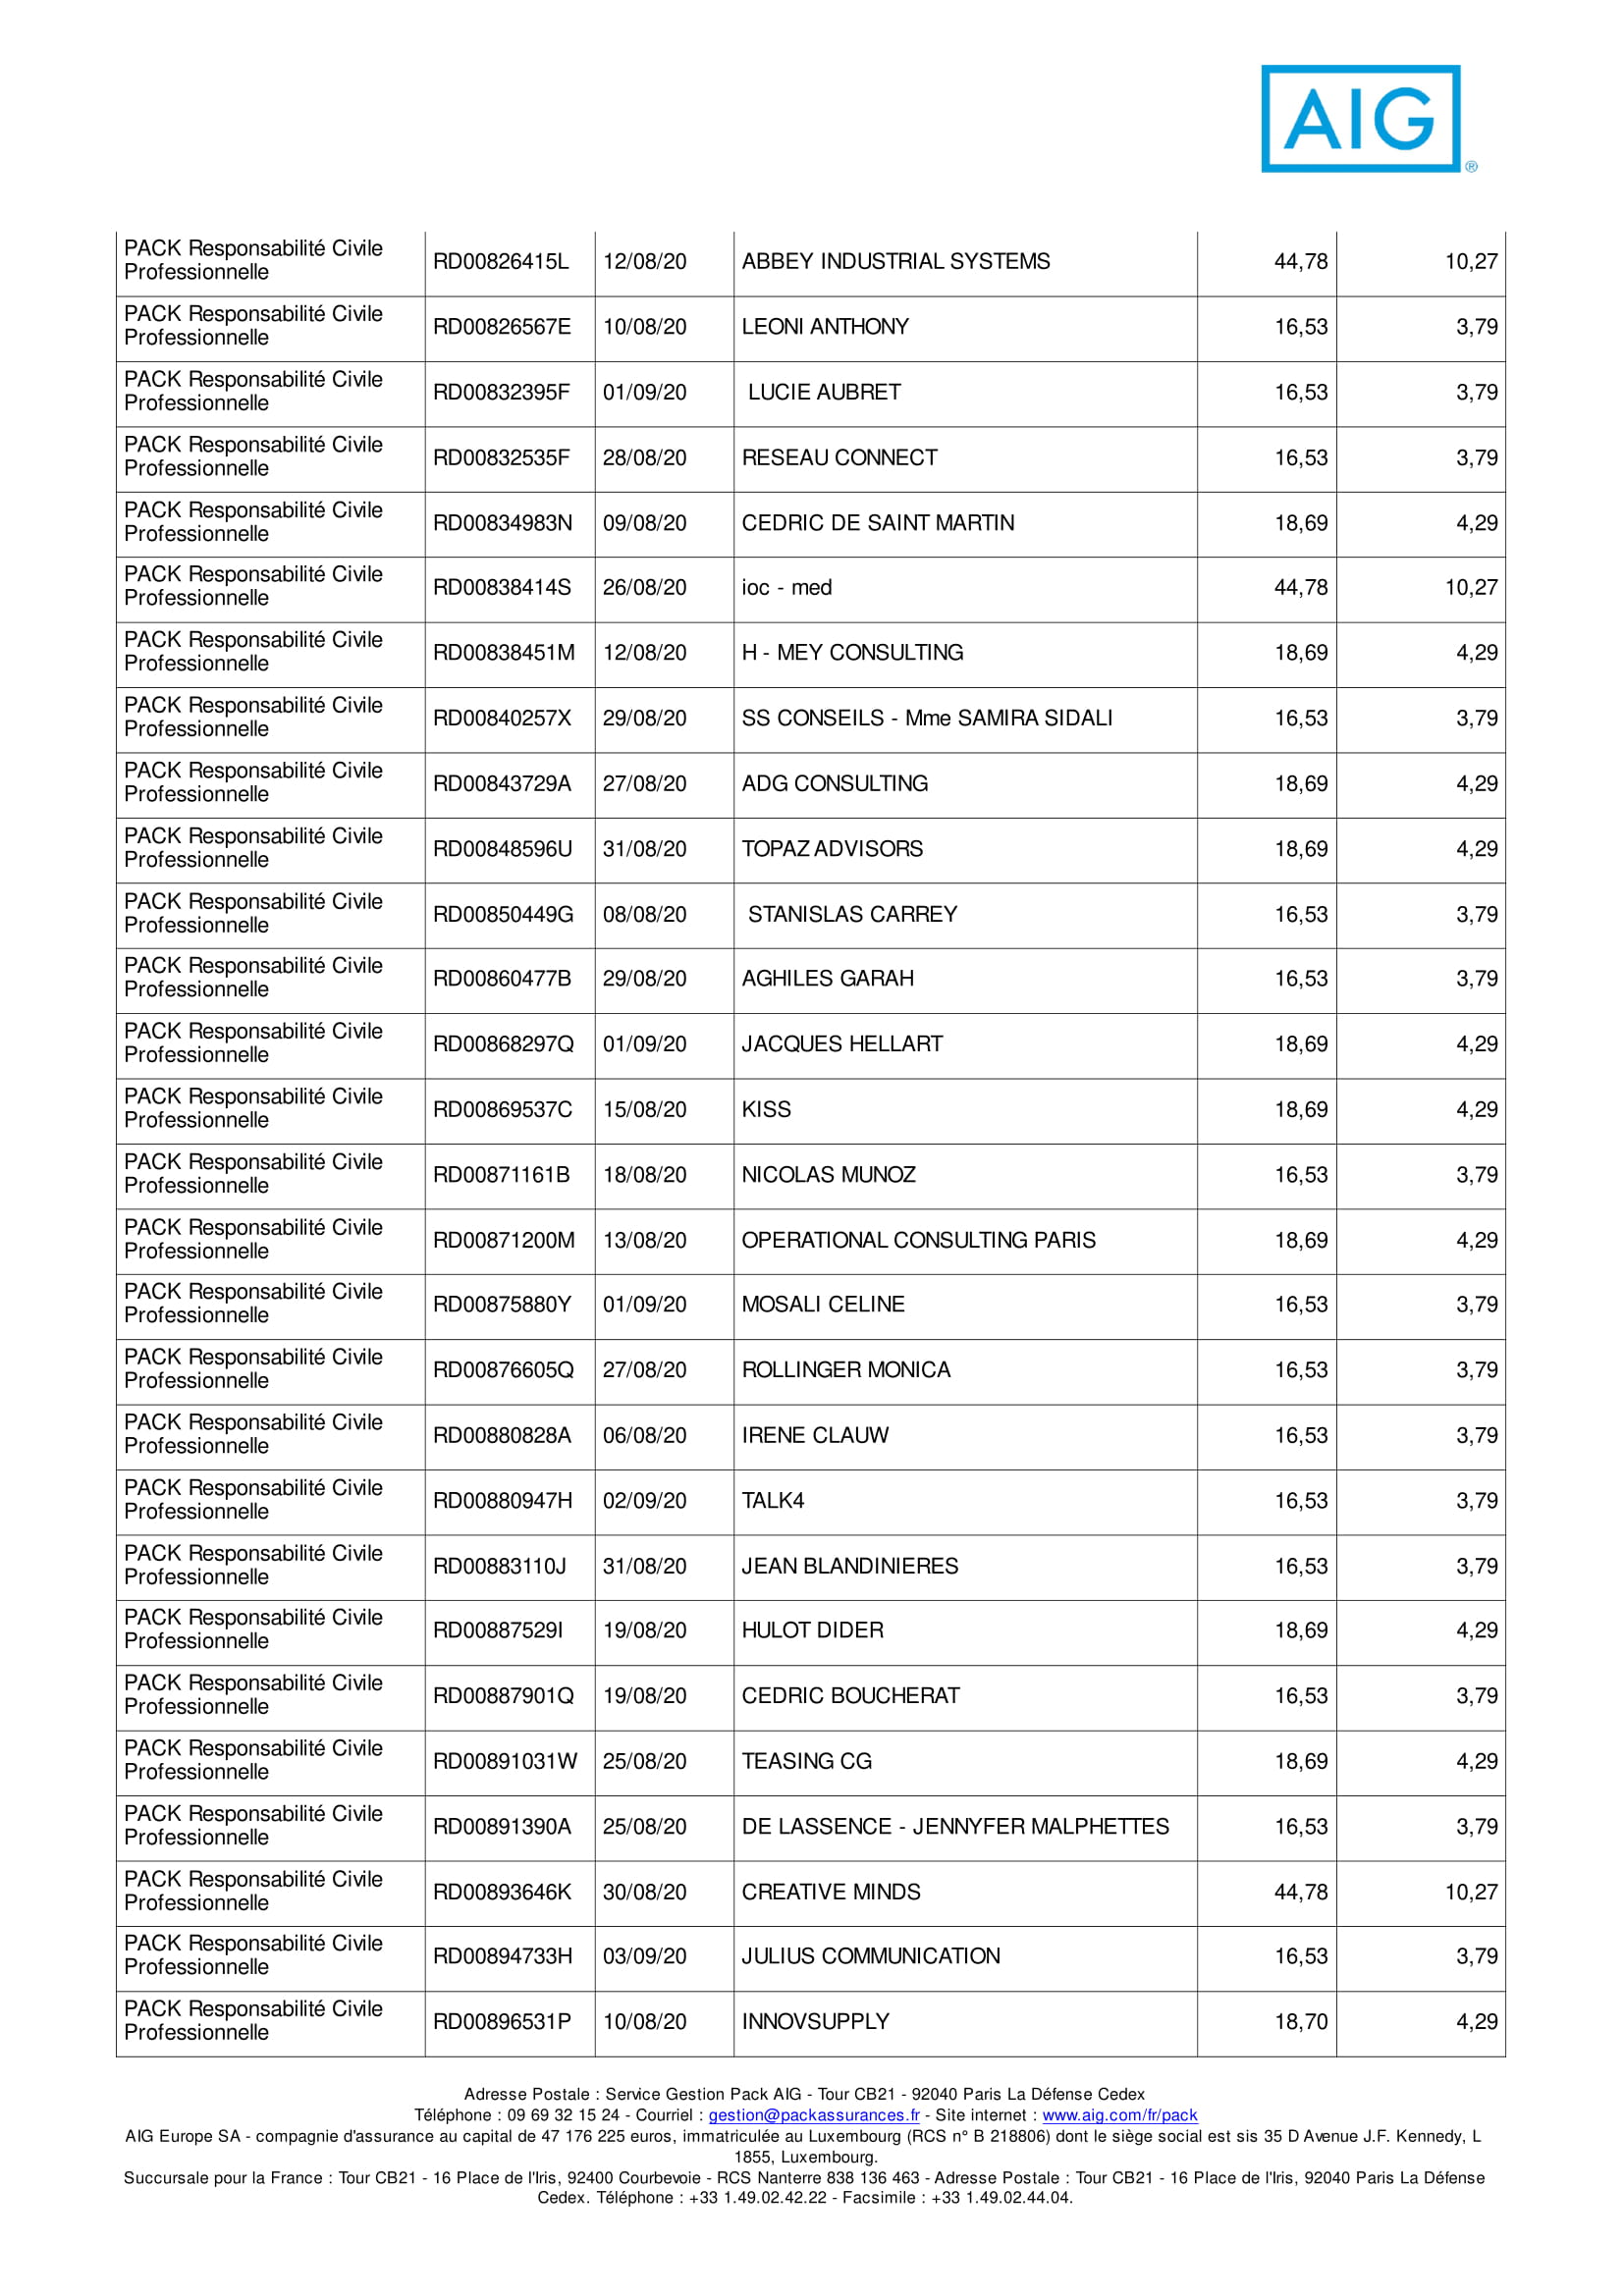 AIG
®
PACK Responsabilité Civile
Professionnelle
RD00826415L 12/08/20 ABBEY INDUSTRIAL SYSTEMS 44,78 10,27
PACK Responsabilité Civile
Professionnelle
RD00826567E 10/08/20 LEONI ANTHONY 16,53 3,79
PACK Responsabilité Civile
Professionnelle
RD00832395F 01/09/20 LUCIE AUBRET 16,53 3,79
PACK Responsabilité Civile
Professionnelle
RD00832535F 28/08/20 RESEAU CONNECT 16,53 3,79
PACK Responsabilité Civile
Professionnelle
RD00834983N 09/08/20 CEDRIC DE SAINT MARTIN 18,69 4,29
PACK Responsabilité Civile
Professionnelle
RD00838414S 26/08/20 ioc - med 44,78 10,27
PACK Responsabilité Civile
Professionnelle
RD00838451M 12/08/20 H - MEY CONSULTING 18,69 4,29
PACK Responsabilité Civile
Professionnelle
RD00840257X 29/08/20 SS CONSEILS - Mme SAMIRA SIDALI 16,53 3,79
PACK Responsabilité Civile
Professionnelle
RD00843729A 27/08/20 ADG CONSULTING 18,69 4,29
PACK Responsabilité Civile
Professionnelle
RD00848596U 31/08/20 TOPAZ ADVISORS 18,69 4,29
PACK Responsabilité Civile
Professionnelle
RD00850449G 08/08/20 STANISLAS CARREY 16,53 3,79
PACK Responsabilité Civile
Professionnelle
RD00860477B 29/08/20 AGHILES GARAH 16,53 3,79
PACK Responsabilité Civile
Professionnelle
RD00868297Q 01/09/20 JACQUES HELLART 18,69 4,29
PACK Responsabilité Civile
Professionnelle
RD00869537C 15/08/20 KISS 18,69 4,29
PACK Responsabilité Civile
Professionnelle
RD00871161B 18/08/20 NICOLAS MUNOZ 16,53 3,79
PACK Responsabilité Civile
Professionnelle
RD00871200M 13/08/20 OPERATIONAL CONSULTING PARIS 18,69 4,29
PACK Responsabilité Civile
Professionnelle
RD00875880Y 01/09/20 MOSALI CELINE 16,53 3,79
PACK Responsabilité Civile
Professionnelle
RD00876605Q 27/08/20 ROLLINGER MONICA 16,53 3,79
PACK Responsabilité Civile
Professionnelle
RD00880828A 06/08/20 IRENE CLAUW 16,53 3,79
PACK Responsabilité Civile
Professionnelle
RD00880947H 02/09/20 TALK4 16,53 3,79
PACK Responsabilité Civile
Professionnelle
RD00883110J 31/08/20 JEAN BLANDINIERES 16,53 3,79
PACK Responsabilité Civile
Professionnelle
RD00887529I 19/08/20 HULOT DIDER 18,69 4,29
PACK Responsabilité Civile
Professionnelle
RD00887901Q 19/08/20 CEDRIC BOUCHERAT 16,53 3,79
PACK Responsabilité Civile
Professionnelle
RD00891031W 25/08/20 TEASING CG 18,69 4,29
PACK Responsabilité Civile
Professionnelle
RD00891390A 25/08/20 DE LASSENCE - JENNYFER MALPHETTES 16,53 3,79
PACK Responsabilité Civile
Professionnelle
RD00893646K 30/08/20 CREATIVE MINDS 44,78 10,27
PACK Responsabilité Civile
Professionnelle
RD00894733H 03/09/20 JULIUS COMMUNICATION 16,53 3,79
PACK Responsabilité Civile
Professionnelle
RD00896531P 10/08/20 INNOVSUPPLY 18,70 4,29
Adresse Postale : Service Gestion Pack AIG - Tour CB21 - 92040 Paris La Défense Cedex
Téléphone : 09 69 32 15 24 - Courriel : gestion@packassurances.fr - Site internet : www.aig.com/fr/pack
AIG Europe SA - compagnie d'assurance au capital de 47 176 225 euros, immatriculée au Luxembourg (RCS n° B 218806) dont le siège social est sis 35 D Avenue J.F. Kennedy, L
1855, Luxembourg.
Succursale pour la France : Tour CB21 - 16 Place de l'Iris, 92400 Courbevoie - RCS Nanterre 838 136 463 - Adresse Postale : Tour CB21 - 16 Place de l'Iris, 92040 Paris La Défense
Cedex. Téléphone : +33 1.49.02.42.22 - Facsimile : +33 1.49.02.44.04.